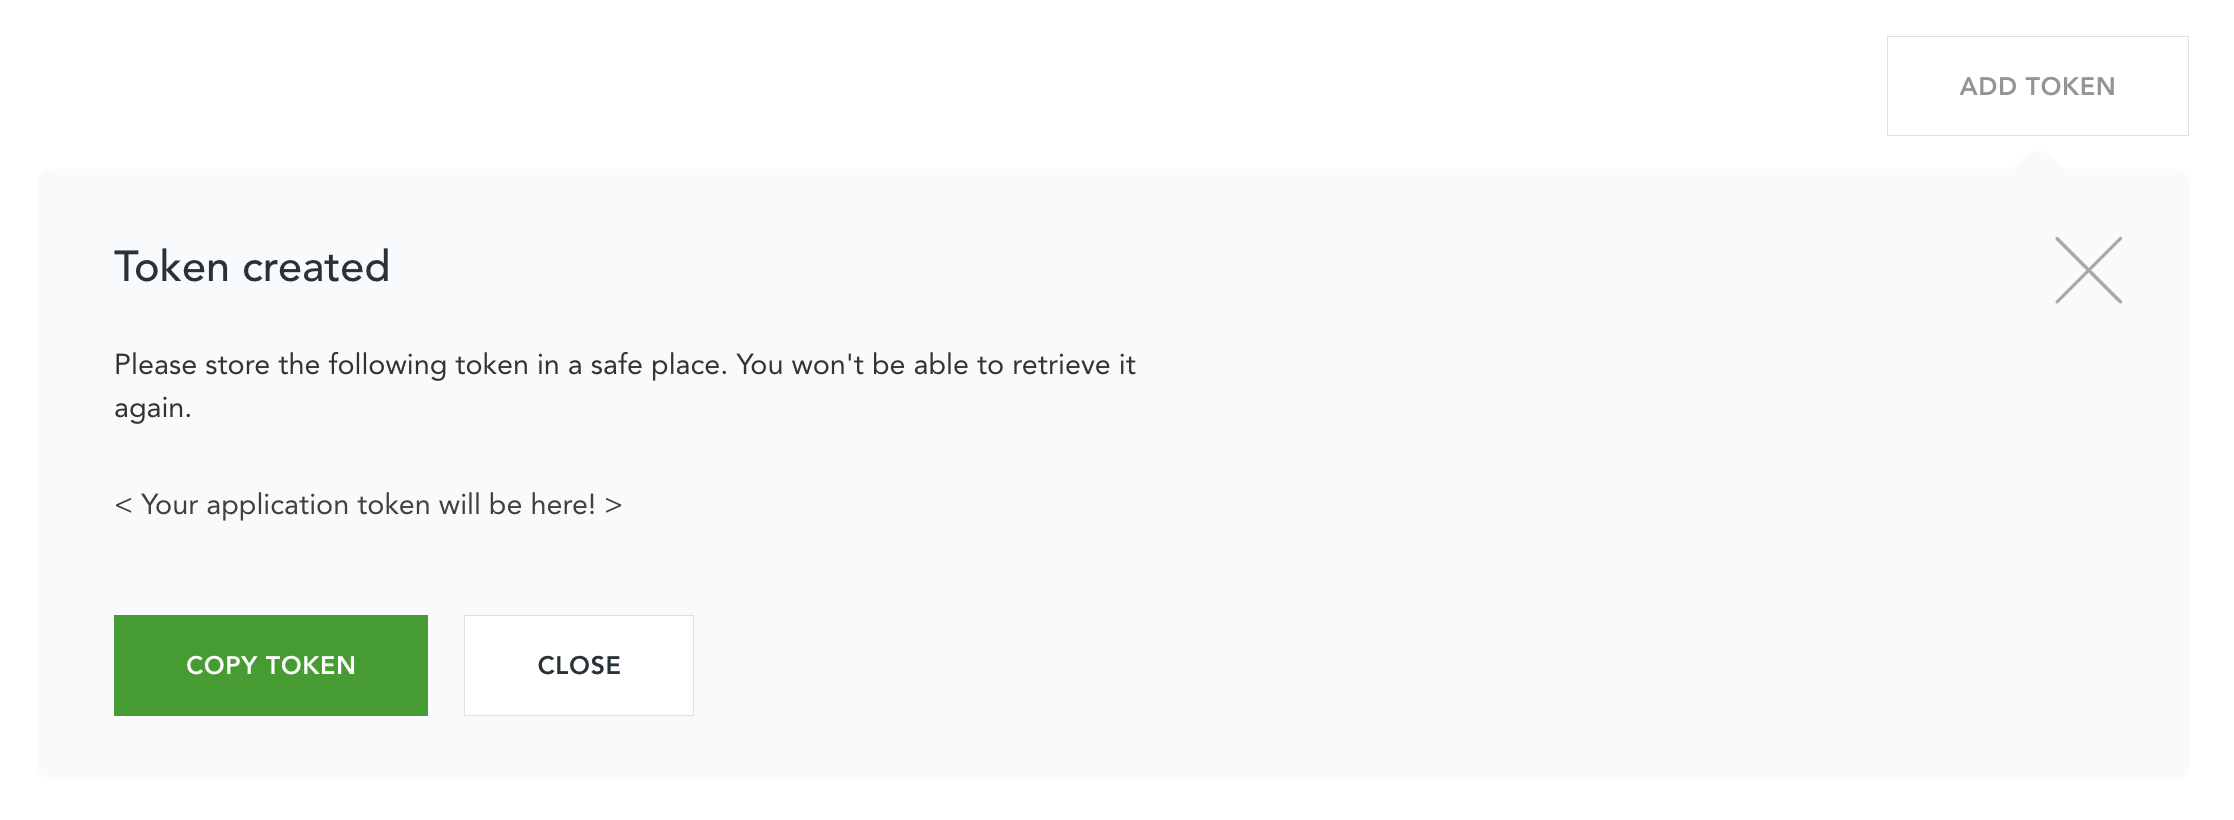 ADD TOKEN
Token created
Please store the following token in a safe place. You won't be able to retrieve it
again.
< Your application token will be here! >
COPY TOKEN
CLOSE